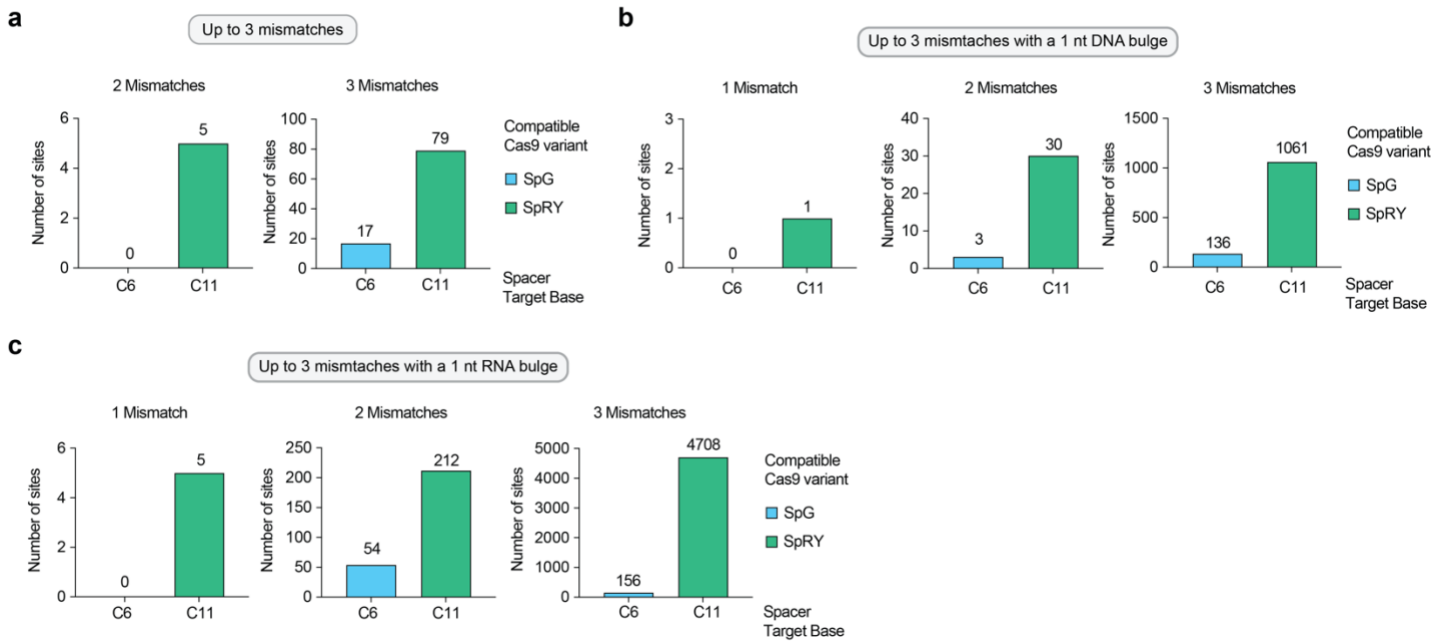 a
Up to 3 mismatches
2 Mismatches
Number of sites
6
4
2
0
0
5
C6
C11
3 Mismatches
Number of sites
100
80
60
40
20
0
17
79
C6
C11
Compatible
Cas9 variant
SpG
SpRY
Spacer
Target Base
b
Up to 3 mismtaches with a 1 nt DNA bulge
1 Mismatch
Number of sites
3
2
1
0
0
1
C6
C11
2 Mismatches
Number of sites
40
30
20
10
0
3
30
C6
C11
3 Mismatches
Number of sites
1500
1000
500
0
136
1061
C6
C11
Compatible
Cas9 variant
SpG
SpRY
Spacer
Target Base
c
Up to 3 mismtaches with a 1 nt RNA bulge
1 Mismatch
Number of sites
6
4
2
0
0
5
C6
C11
2 Mismatches
Number of sites
250
200
150
100
50
0
54
212
C6
C11
3 Mismatches
Number of sites
5000
4000
3000
2000
1000
0
156
4708
C6
C11
Compatible
Cas9 variant
SpG
SpRY
Spacer
Target Base